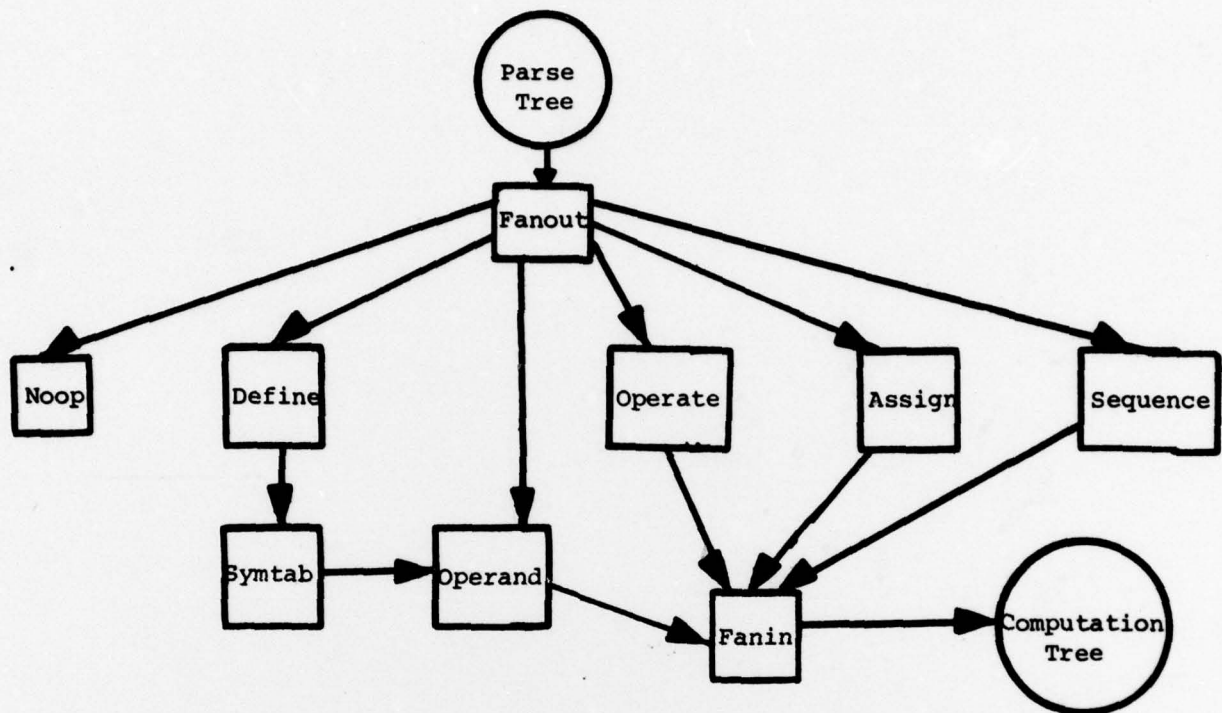 Parse
Tree
Fanout
Noop
Define
Operate
Assign
Sequence
Symtab
Operand
Fanin
Computation
Tree